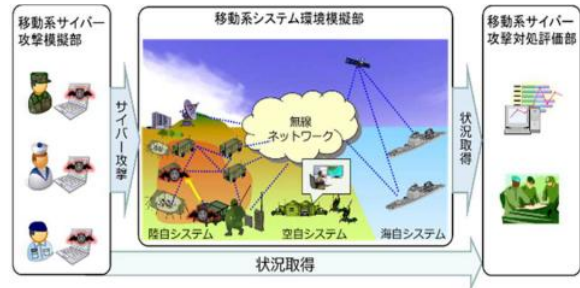 移動系サイバー
攻撃模擬部
サイバー攻撃
移動系システム環境模擬部
無線
ネットワーク
陸自システム
空自システム
海自システム
状況取得
移動系サイバー
攻撃対処評価部
状況取得